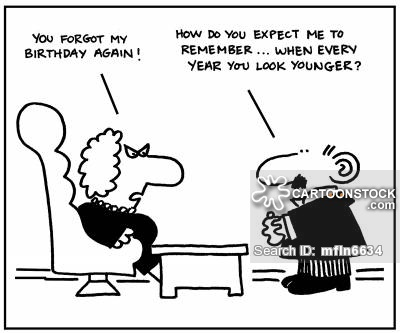 YOU FORGOT MY
BIRTHDAY AGAIN!
HOW DO YOU EXPECT ME TO
REMEMBER... WHEN EVERY
YEAR YOU LOOK YOUNGER?
CARTOONSTOCK
.com
Search ID: mfln6634